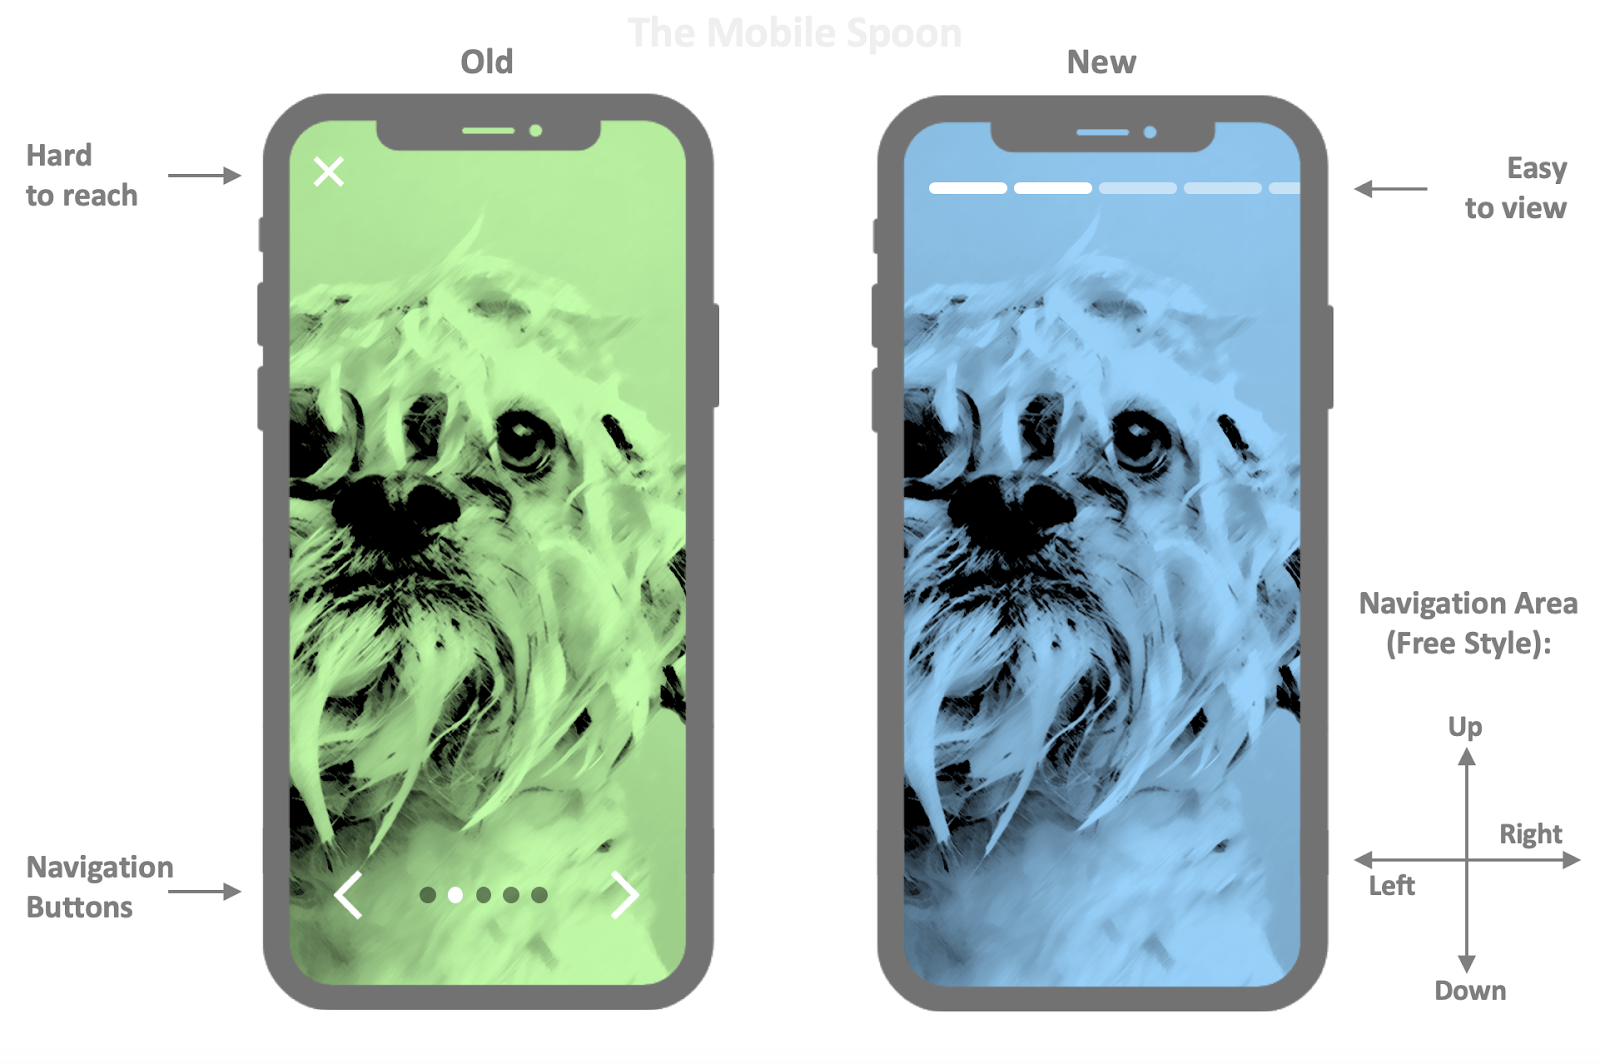 The Mobile Spoon
Old
New
Hard
to reach
Easy
to view
Navigation Area
(Free Style):
Up
Right
Left
Down
Navigation
Buttons